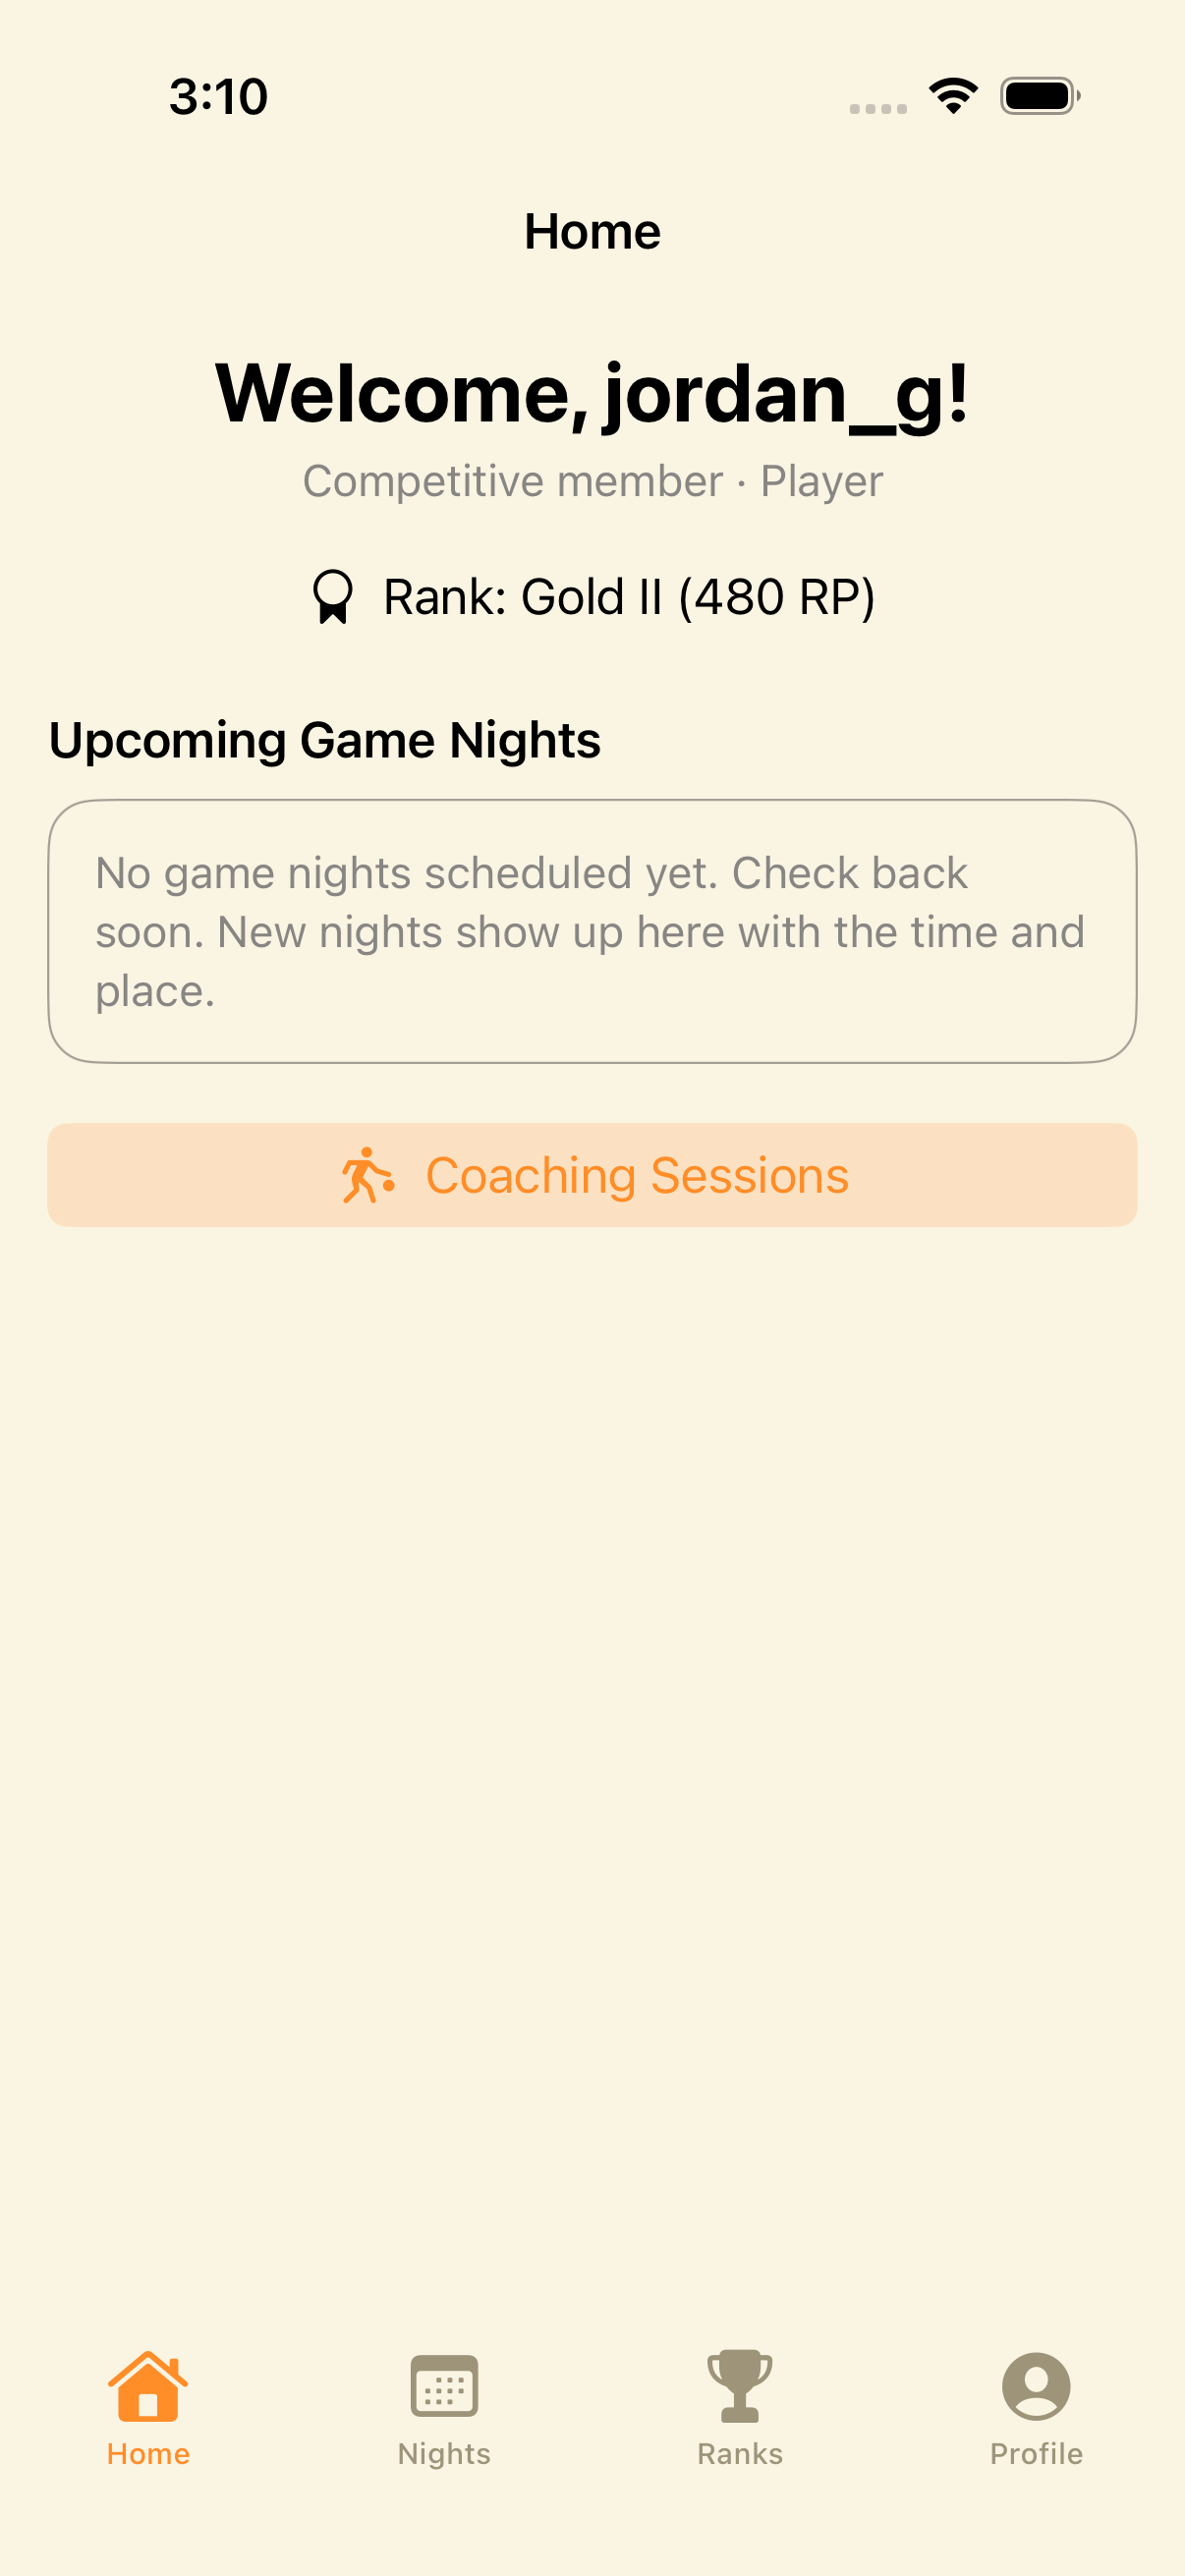 3:10
Home
Welcome, jordan_g!
Competitive member · Player
Rank: Gold II (480 RP)
Upcoming Game Nights
No game nights scheduled yet. Check back
soon. New nights show up here with the time and
place.
Coaching Sessions
Home
Nights
Ranks
Profile